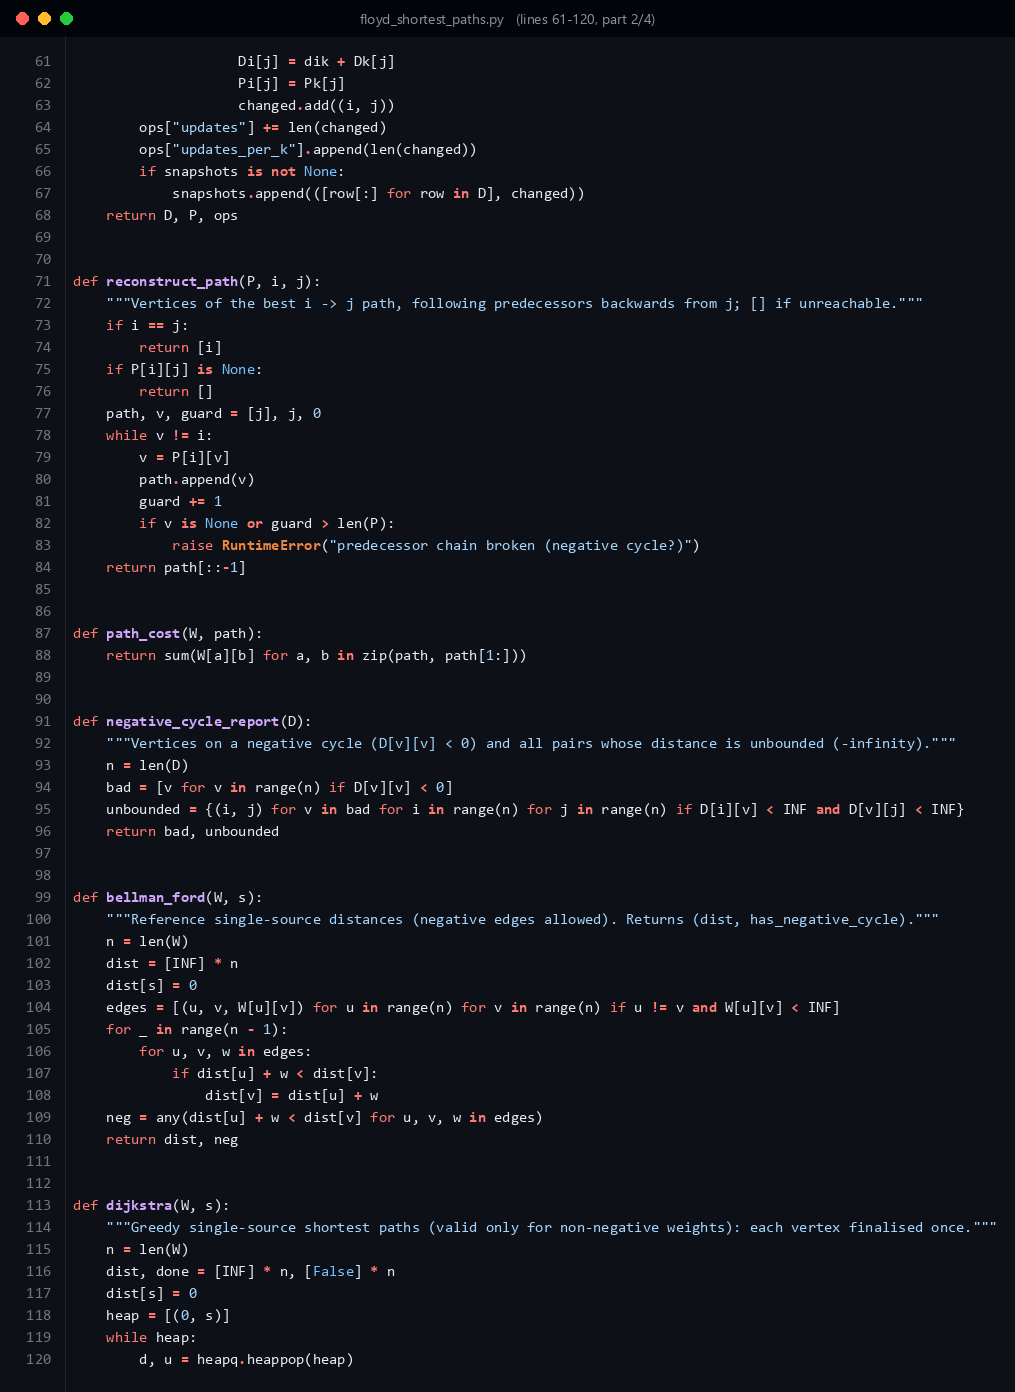 floyd_shortest_paths.py (lines 61-120, part 2/4)
61                     Di[j] = dik + Dk[j]
62                     Pi[j] = Pk[j]
63                     changed.add((i, j))
64         ops["updates"] += len(changed)
65         ops["updates_per_k"].append(len(changed))
66         if snapshots is not None:
67             snapshots.append(([row[:] for row in D], changed))
68     return D, P, ops
69
70
71 def reconstruct_path(P, i, j):
72     """Vertices of the best i -> j path, following predecessors backwards from j; [] if unreachable."""
73     if i == j:
74         return [i]
75     if P[i][j] is None:
76         return []
77     path, v, guard = [j], j, 0
78     while v != i:
79         v = P[i][v]
80         path.append(v)
81         guard += 1
82         if v is None or guard > len(P):
83             raise RuntimeError("predecessor chain broken (negative cycle?)")
84     return path[::-1]
85
86
87 def path_cost(W, path):
88     return sum(W[a][b] for a, b in zip(path, path[1:]))
89
90
91 def negative_cycle_report(D):
92     """Vertices on a negative cycle (D[v][v] < 0) and all pairs whose distance is unbounded (-infinity)."""
93     n = len(D)
94     bad = [v for v in range(n) if D[v][v] < 0]
95     unbounded = {(i, j) for v in bad for i in range(n) for j in range(n) if D[i][v] < INF and D[v][j] < INF}
96     return bad, unbounded
97
98
99 def bellman_ford(W, s):
100     """Reference single-source distances (negative edges allowed). Returns (dist, has_negative_cycle)."""
101     n = len(W)
102     dist = [INF] * n
103     dist[s] = 0
104     edges = [(u, v, W[u][v]) for u in range(n) for v in range(n) if u != v and W[u][v] < INF]
105     for _ in range(n - 1):
106         for u, v, w in edges:
107             if dist[u] + w < dist[v]:
108                 dist[v] = dist[u] + w
109     neg = any(dist[u] + w < dist[v] for u, v, w in edges)
110     return dist, neg
111
112
113 def dijkstra(W, s):
114     """Greedy single-source shortest paths (valid only for non-negative weights): each vertex finalised once."""
115     n = len(W)
116     dist, done = [INF] * n, [False] * n
117     dist[s] = 0
118     heap = [(0, s)]
119     while heap:
120         d, u = heapq.heappop(heap)